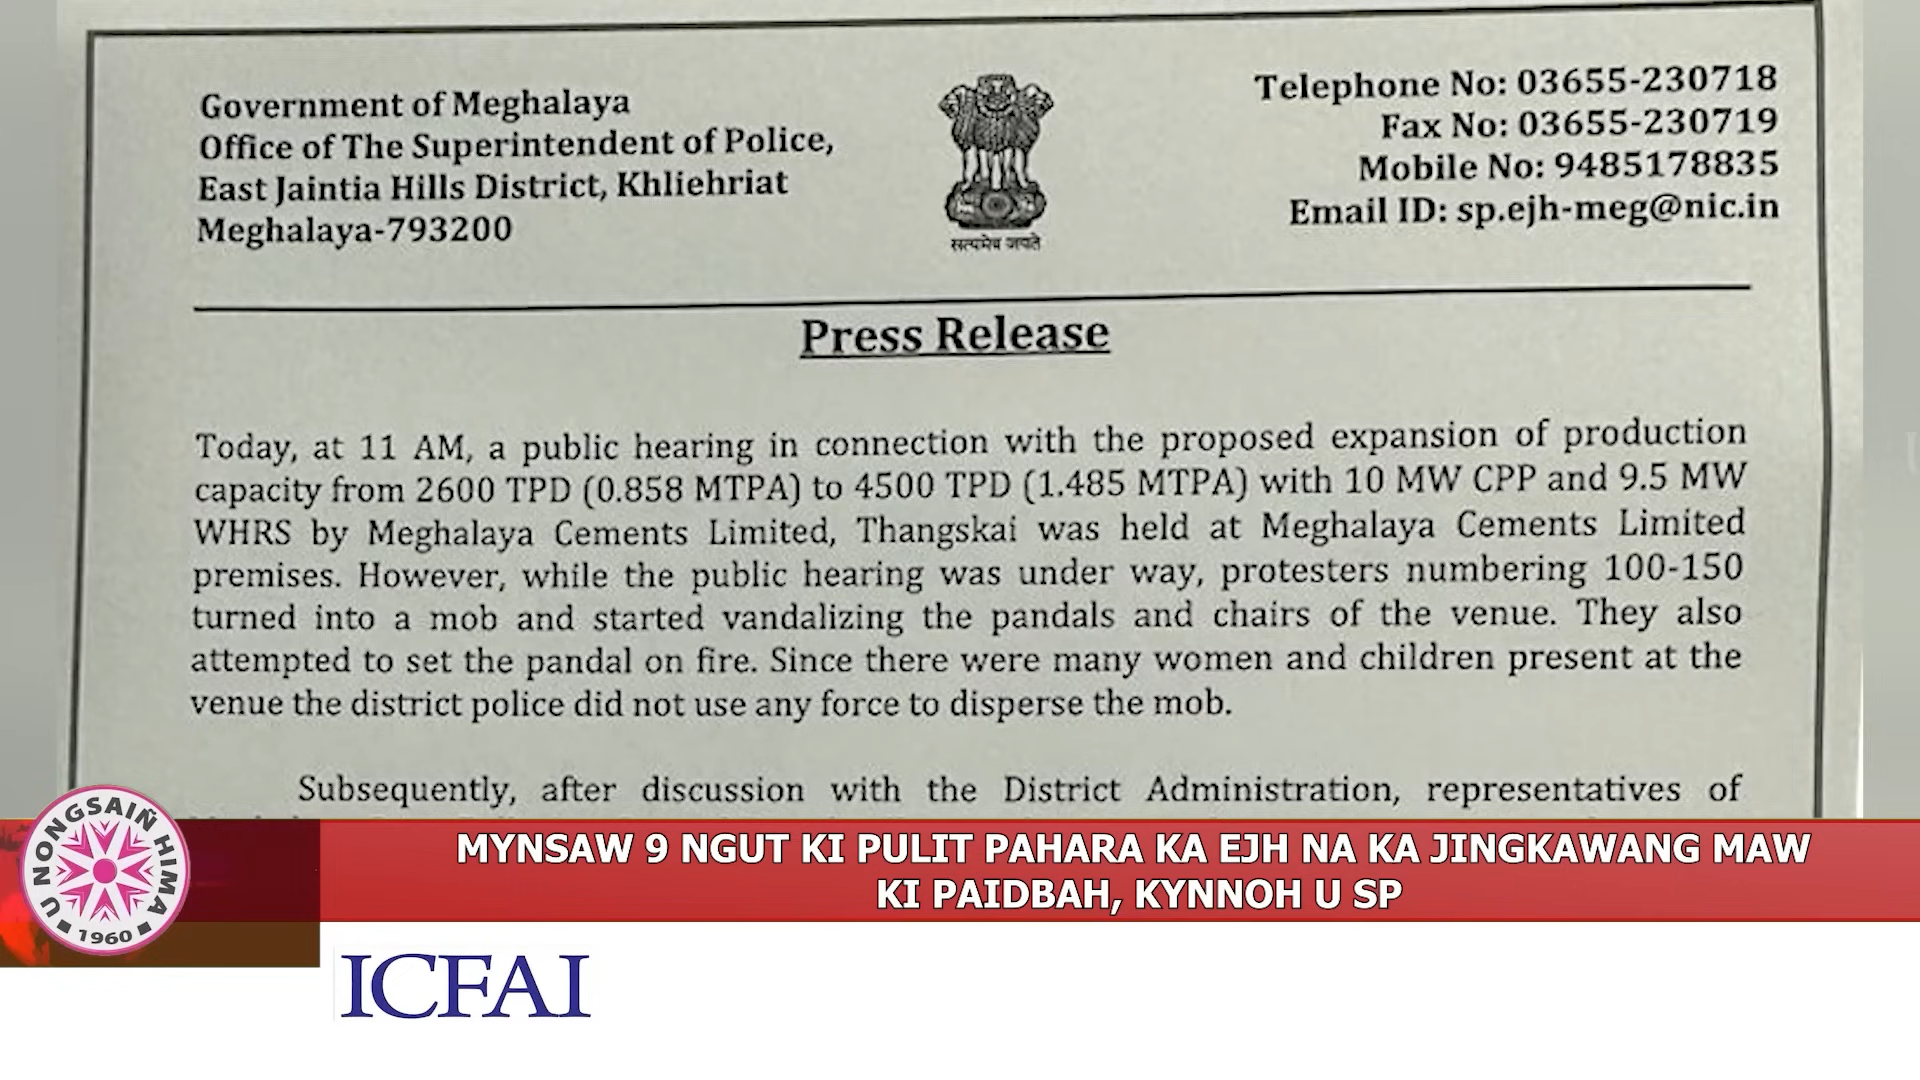 Government of Meghalaya
Office of The Superintendent of Police,
East Jaintia Hills District, Khliehriat
Meghalaya-793200
सत्यमेव जयते
Telephone No: 03655-230718
Fax No: 03655-230719
Mobile No: 9485178835
Email ID: sp.ejh-meg@nic.in
Press Release
Today, at 11 AM, a public hearing in connection with the proposed expansion of production
capacity from 2600 TPD (0.858 MTPA) to 4500 TPD (1.485 MTPA) with 10 MW CPP and 9.5 MW
WHRS by Meghalaya Cements Limited, Thangskai was held at Meghalaya Cements Limited
premises. However, while the public hearing was under way, protesters numbering 100-150
turned into a mob and started vandalizing the pandals and chairs of the venue. They also
attempted to set the pandal on fire. Since there were many women and children present at the
venue the district police did not use any force to disperse the mob.
Subsequently, after discussion with the District Administration, representatives of
U NONGSAIÑ HIMA
1960
MYNSAW 9 NGUT KI PULIT PAHARA KA EJH NA KA JINGKAWANG MAW
KI PAIDBAH, KYNNOH U SP
ICFAI